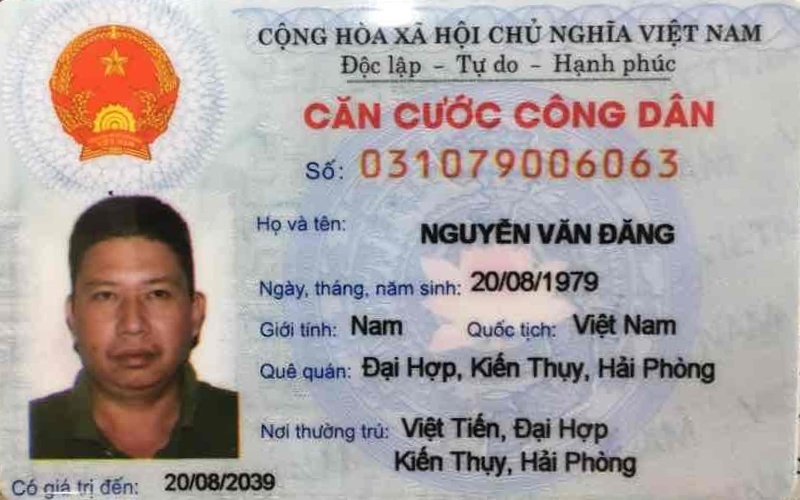 CỘNG HÒA XÃ HỘI CHỦ NGHĨA VIỆT NAM
Độc lập – Tự do – Hạnh phúc
CĂN CƯỚC CÔNG DÂN
Số: 031079006063
Họ và tên: NGUYỄN VĂN ĐĂNG
Ngày, tháng, năm sinh: 20/08/1979
Giới tính: Nam Quốc tịch: Việt Nam
Quê quán: Đại Hợp, Kiến Thụy, Hải Phòng
Nơi thường trú: Việt Tiến, Đại Hợp
Kiến Thụy, Hải Phòng
Có giá trị đến: 20/08/2039